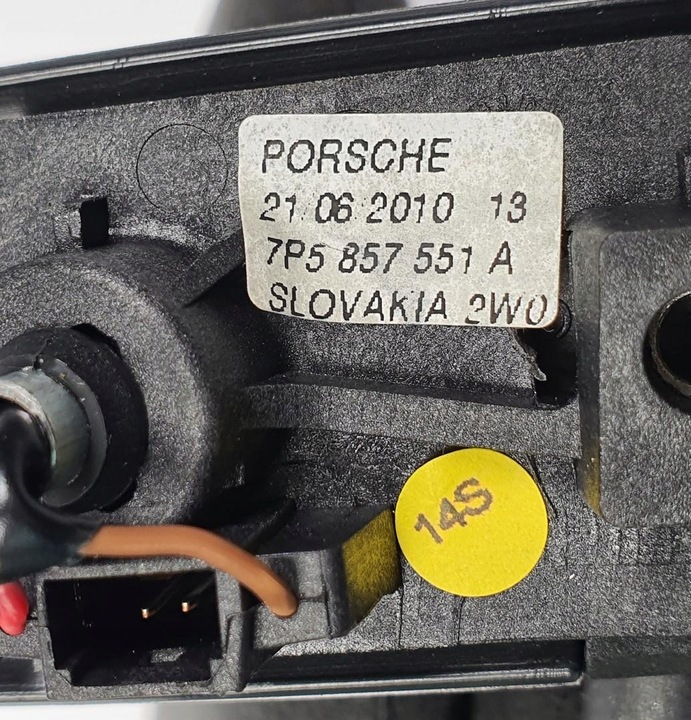 PORSCHE
21 06 2010 13
7P5 857 551 A
SLOVAKIA 2W0
14S